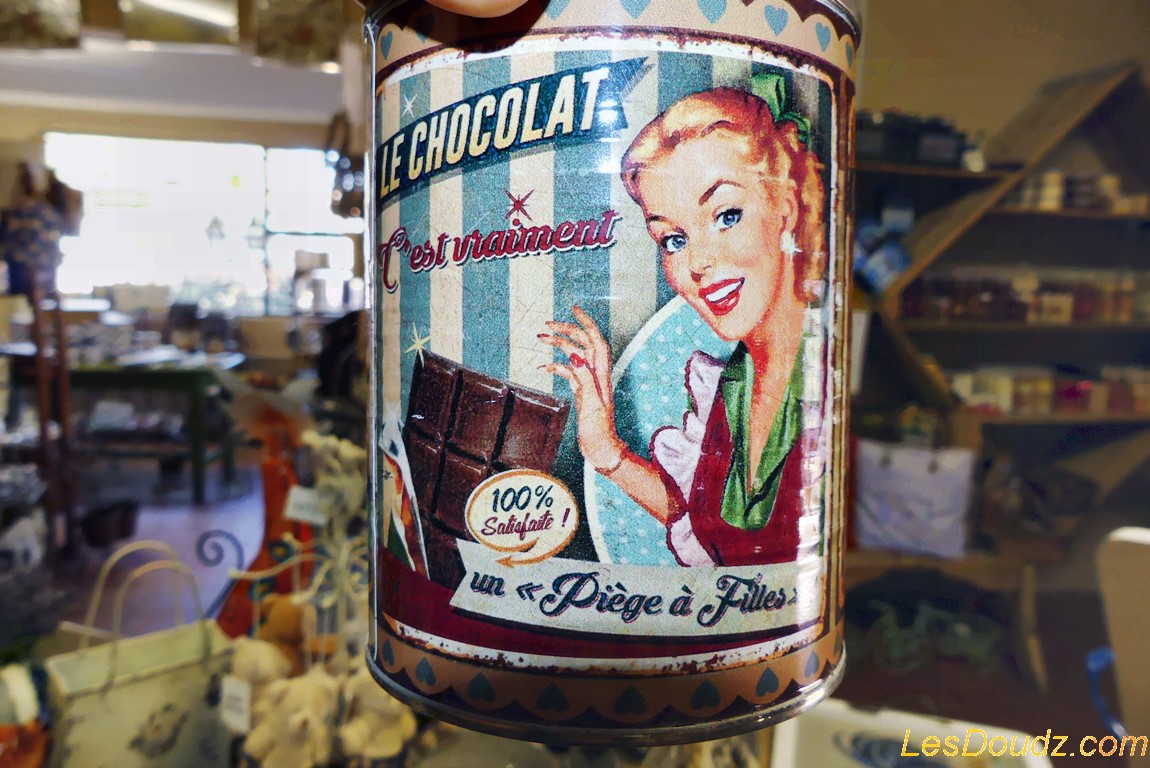 LE CHOCOLAT
C'est vraiment
100%
Satisfaite !
un « Piège à Filles »
LesDoudz.com